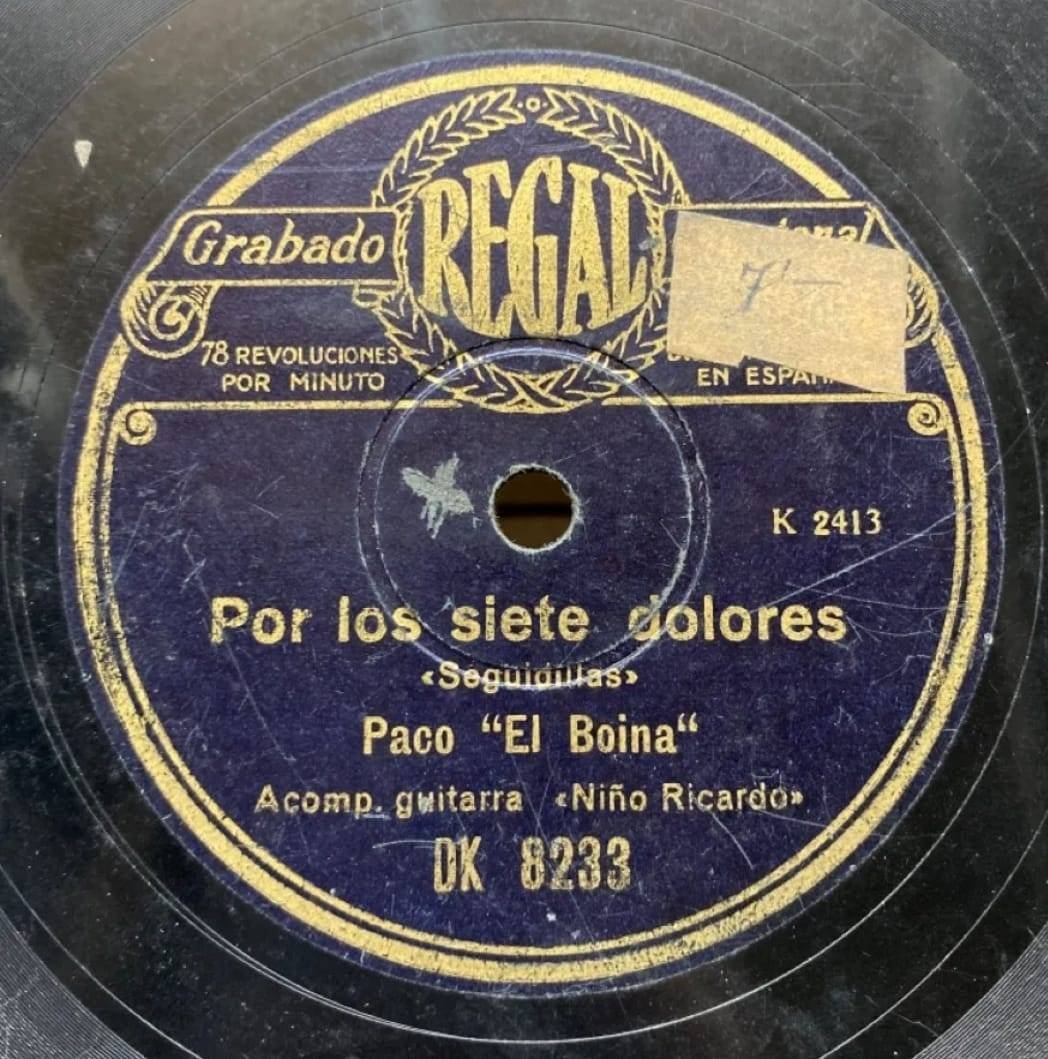 REGAL
Grabado
7'—
78 REVOLUCIONES
POR MINUTO
EN
K 2413
Por los siete dolores
«Seguidillas»
Paco “El Boina“
Acomp. guitarra «Niño Ricardo»
DK 8233